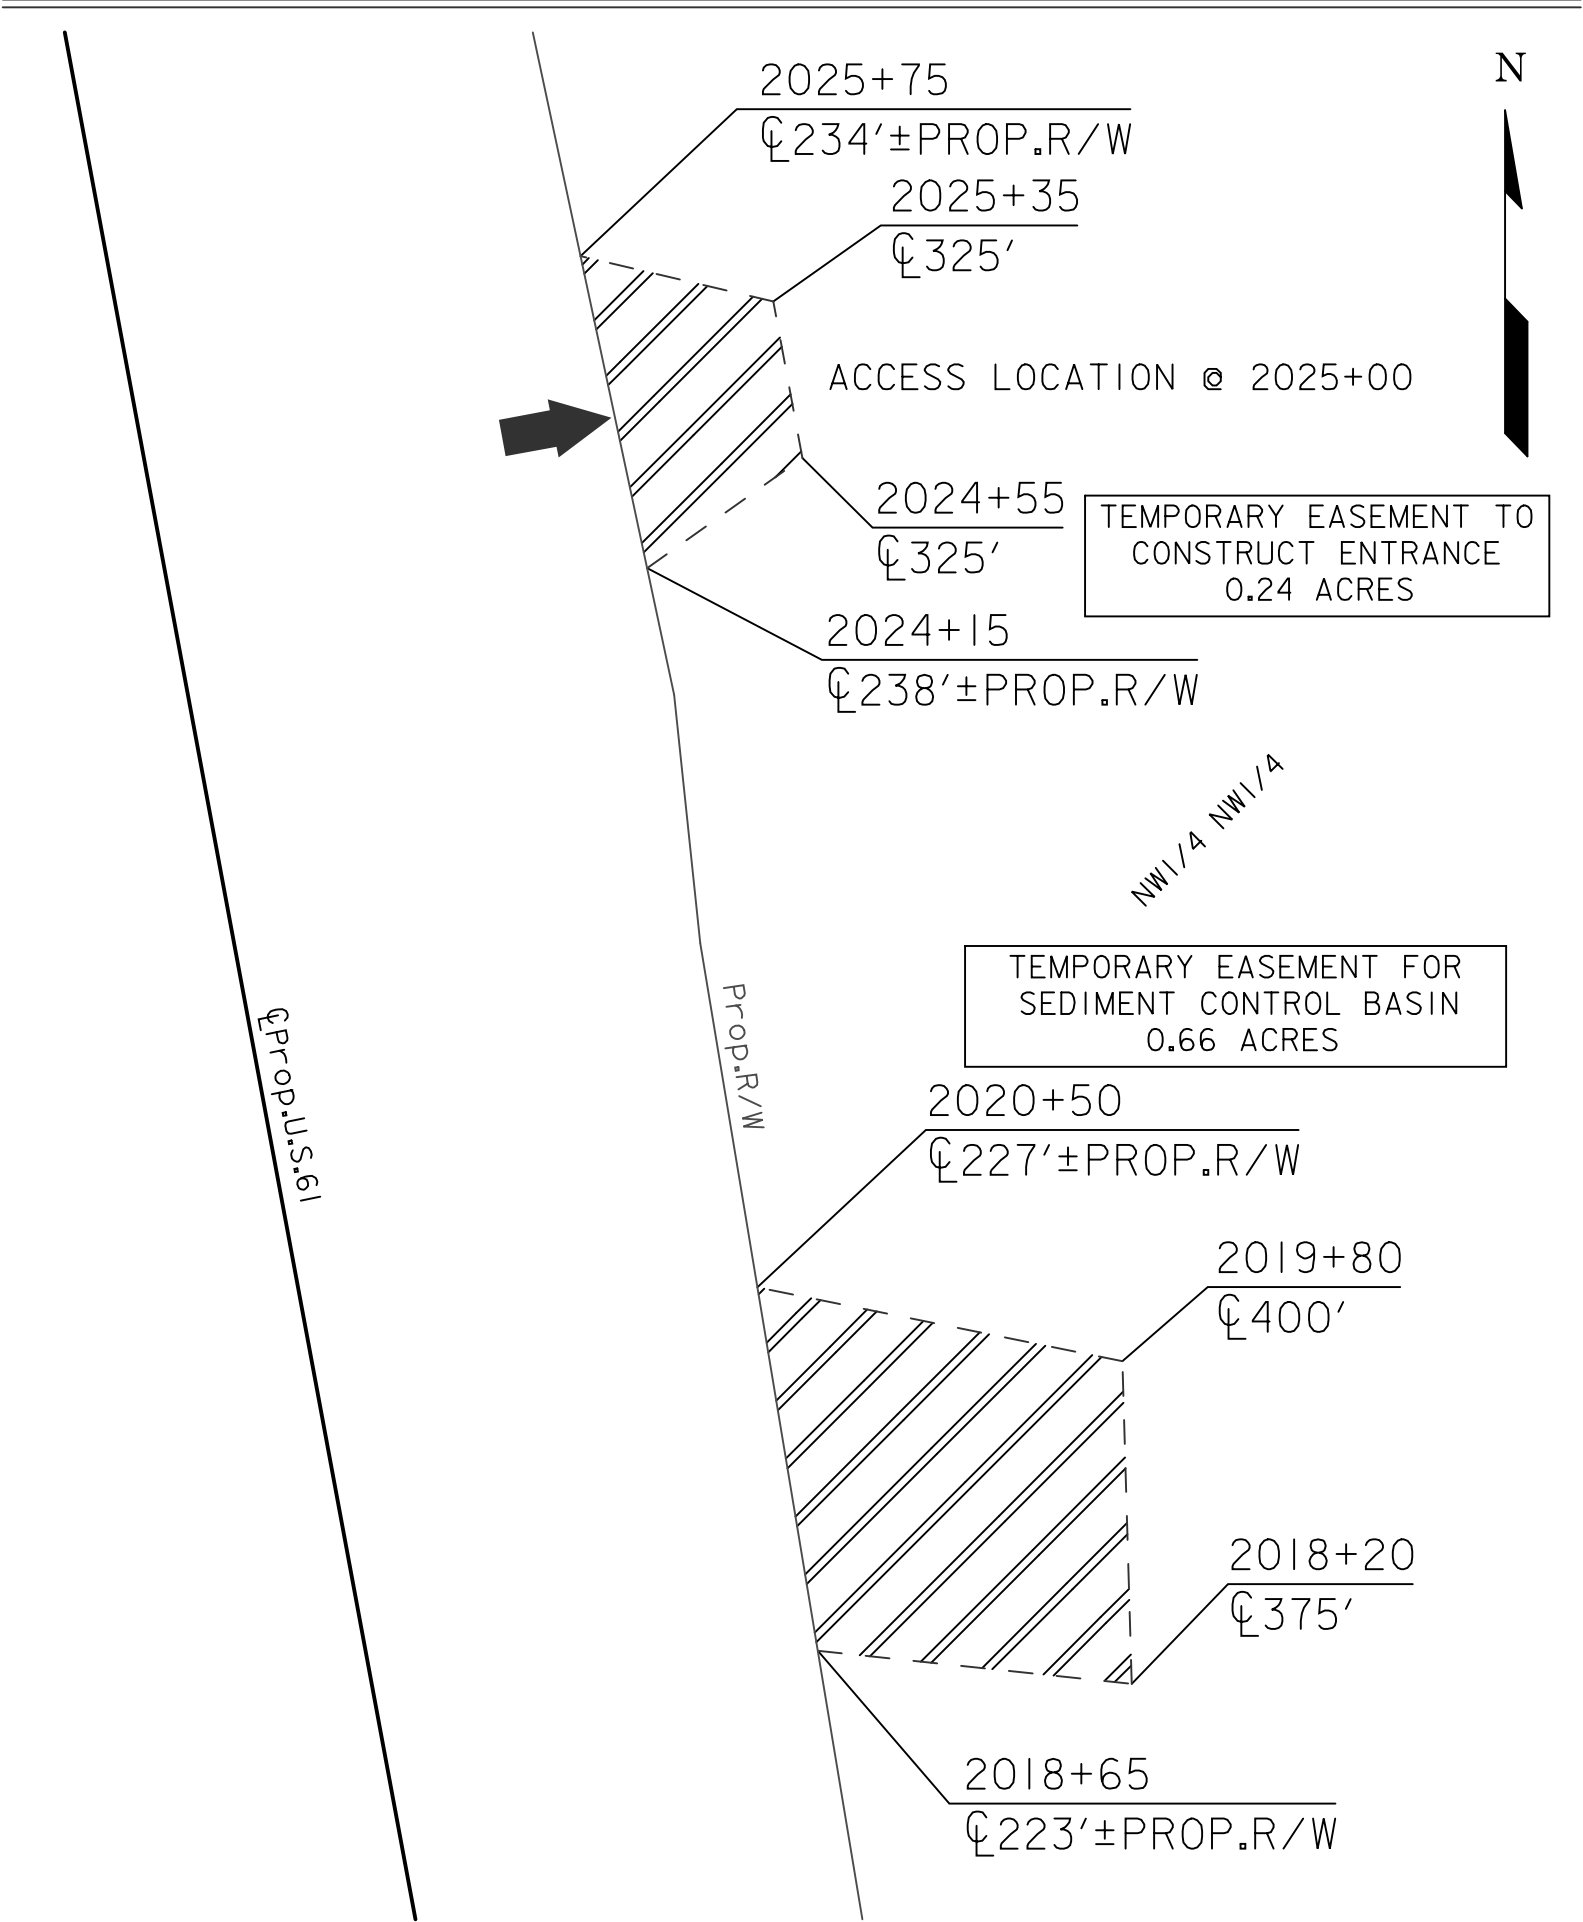 N
2025+75
℄234'±PROP.R/W
2025+35
℄325'
ACCESS LOCATION @ 2025+00
2024+55
℄325'
TEMPORARY EASEMENT TO
CONSTRUCT ENTRANCE
0.24 ACRES
2024+15
℄238'±PROP.R/W
NW1/4 NW1/4
TEMPORARY EASEMENT FOR
SEDIMENT CONTROL BASIN
0.66 ACRES
Prop.R/W
℄Prop.U.S.61
2020+50
℄227'±PROP.R/W
2019+80
℄400'
2018+20
℄375'
2018+65
℄223'±PROP.R/W